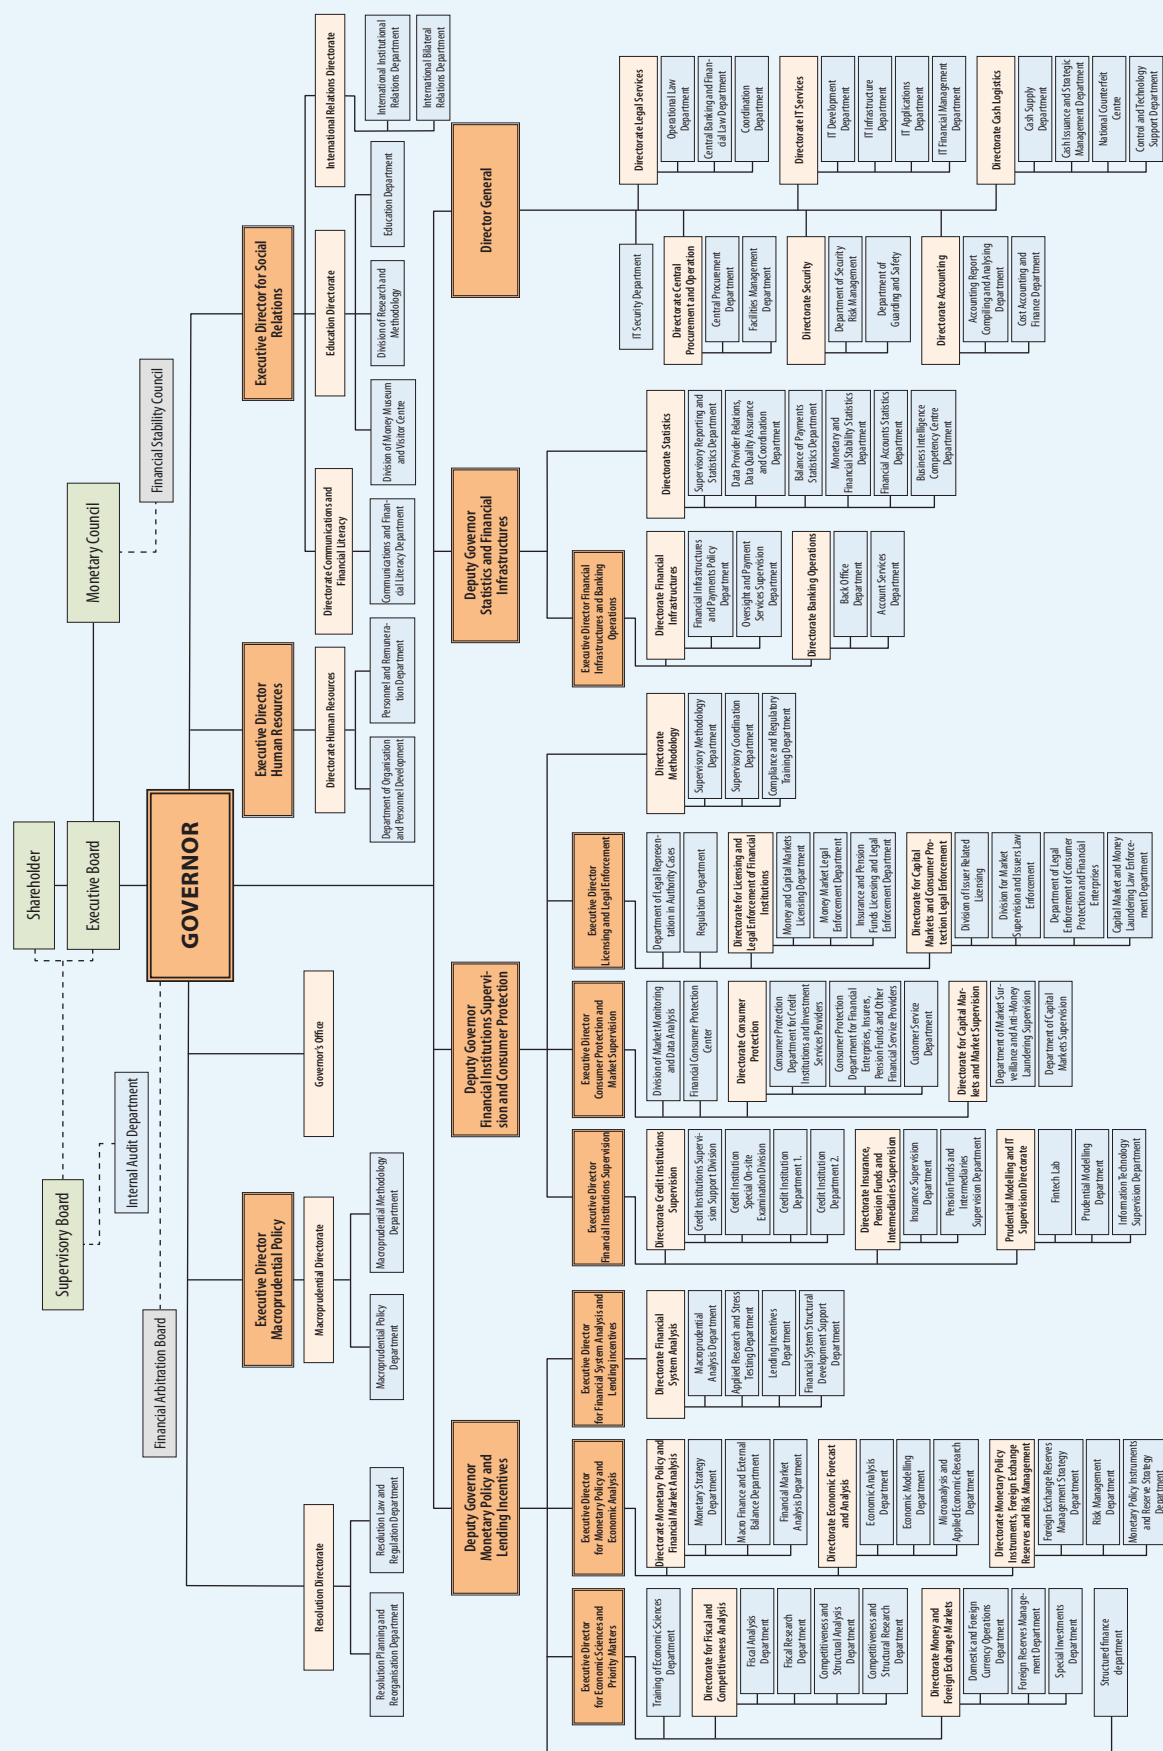 Shareholder
Executive Board
Monetary Council
Supervisory Board
Internal Audit Department
Financial Stability Council
Financial Arbitration Board
GOVERNOR
Resolution Directorate
Resolution Planning and
Reorganisation Department
Resolution Law and
Regulation Department
Executive Director
Macroprudential Policy
Macroprudential Directorate
Macroprudential Policy
Department
Macroprudential Methodology
Department
Governor's Office
Executive Director
Human Resources
Directorate Human Resources
Department of Organisation
and Personnel Development
Personnel and Remunera-
tion Department
Executive Director for Social
Relations
Directorate Communications and
Financial Literacy
Communications and Finan-
cial Literacy Department
Education Directorate
Division of Money Museum
and Visitor Centre
Division of Research and
Methodology
Education Department
International Relations Directorate
International Institutional
Relations Department
International Bilateral
Relations Department
Deputy Governor
Monetary Policy and
Lending Incentives
Executive Director
for Economic Sciences and
Priority Matters
Training of Economic Sciences
Department
Directorate for Fiscal and
Competitiveness Analysis
Fiscal Analysis
Department
Fiscal Research
Department
Competitiveness and
Structural Analysis
Department
Competitiveness and
Structural Research
Department
Directorate Money and
Foreign Exchange Markets
Domestic and Foreign
Currency Operations
Department
Foreign Reserves Manage-
ment Department
Special Investments
Department
Structured finance
department
Executive Director
for Monetary Policy and
Economic Analysis
Directorate Monetary Policy and
Financial Market Analysis
Monetary Strategy
Department
Macro Finance and External
Balance Department
Financial Market
Analysis Department
Directorate Economic Forecast
and Analysis
Economic Analysis
Department
Economic Modelling
Department
Microanalysis and
Applied Economic Research
Department
Directorate Monetary Policy
Instruments, Foreign Exchange
Reserves and Risk Management
Foreign Exchange Reserves
Management Strategy
Department
Risk Management
Department
Monetary Policy Instruments
and Reserve Strategy
Department
Executive Director
for Financial System Analysis and
Lending incentives
Directorate Financial
System Analysis
Macroprudential
Analysis Department
Applied Research and Stress
Testing Department
Lending Incentives
Department
Financial System Structural
Development Support
Department
Deputy Governor
Financial Institutions Supervi-
sion and Consumer Protection
Executive Director
Financial Institutions Supervision
Directorate Credit Institutions
Supervision
Credit Institutions Supervi-
sion Support Division
Credit Institution
Special On-site
Examination Division
Credit Institution
Department 1.
Credit Institution
Department 2.
Directorate Insurance,
Pension Funds and
Intermediaries Supervision
Insurance Supervision
Department
Pension Funds and
Intermediaries
Supervision Department
Prudential Modelling and IT
Supervision Directorate
Fintech Lab
Prudential Modelling
Department
Information Technology
Supervision Department
Executive Director
Consumer Protection and
Market Supervision
Division of Market Monitoring
and Data Analysis
Financial Consumer Protection
Center
Directorate Consumer
Protection
Consumer Protection
Department for Credit
Institutions and Investment
Services Providers
Consumer Protection
Department for Financial
Enterprises, Insurers,
Pension Funds and Other
Financial Service Providers
Customer Service
Department
Directorate for Capital Mar-
kets and Market Supervision
Department of Market Sur-
veillance and Anti-Money
Laundering Supervision
Department of Capital
Markets Supervision
Executive Director
Licensing and Legal Enforcement
Department of Legal Represen-
tation in Authority Cases
Regulation Department
Directorate for Licensing and
Legal Enforcement of Financial
Institutions
Money and Capital Markets
Licensing Department
Money Market Legal
Enforcement Department
Insurance and Pension
Funds Licensing and Legal
Enforcement Department
Directorate for Capital
Markets and Consumer Pro-
tection Legal Enforcement
Division of Issuer Related
Licensing
Division for Market
Supervision and Issuers Law
Enforcement
Department of Legal
Enforcement of Consumer
Protection and Financial
Enterprises
Capital Market and Money
Laundering Law Enforce-
ment Department
Directorate
Methodology
Supervisory Methodology
Department
Supervisory Coordination
Department
Compliance and Regulatory
Training Department
Deputy Governor
Statistics and Financial
Infrastructures
Executive Director Financial
Infrastructures and Banking
Operations
Directorate Financial
Infrastructures
Financial Infrastructures
and Payments Policy
Department
Oversight and Payment
Services Supervision
Department
Directorate Banking Operations
Back Office
Department
Account Services
Department
Directorate Statistics
Supervisory Reporting and
Statistics Department
Data Provider Relations,
Data Quality Assurance
and Coordination
Department
Balance of Payments
Statistics Department
Monetary and
Financial Stability Statistics
Department
Financial Accounts Statistics
Department
Business Intelligence
Competency Centre
Department
Director General
IT Security Department
Directorate Central
Procurement and Operation
Central Procurement
Department
Facilities Management
Department
Directorate Security
Department of Security
Risk Management
Department of
Guarding and Safety
Directorate Accounting
Accounting Report
Compiling and Analysing
Department
Cost Accounting and
Finance Department
Directorate Legal Services
Operational Law
Department
Central Banking and Finan-
cial Law Department
Coordination
Department
Directorate IT Services
IT Development
Department
IT Infrastructure
Department
IT Applications
Department
IT Financial Management
Department
Directorate Cash Logistics
Cash Supply
Department
Cash Issuance and Strategic
Management Department
National Counterfeit
Centre
Control and Technology
Support Department